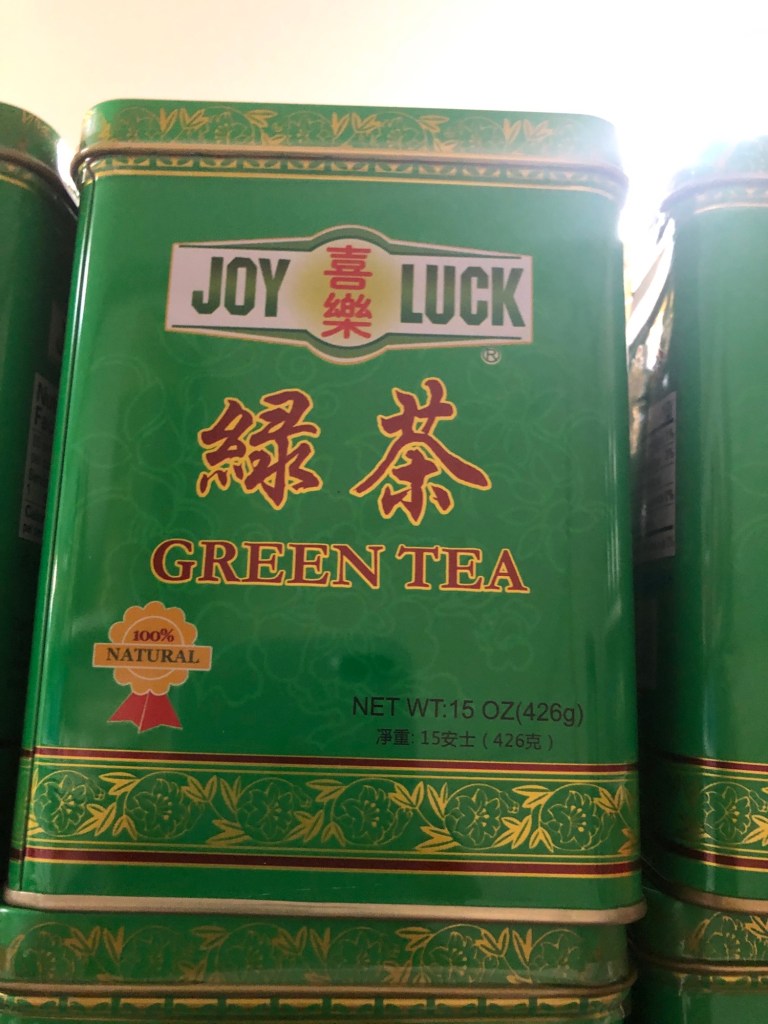 JOY 喜樂 LUCK
®
綠茶
GREEN TEA
100%
NATURAL
NET WT:15 OZ(426g)
淨重: 15安士 ( 426克 )